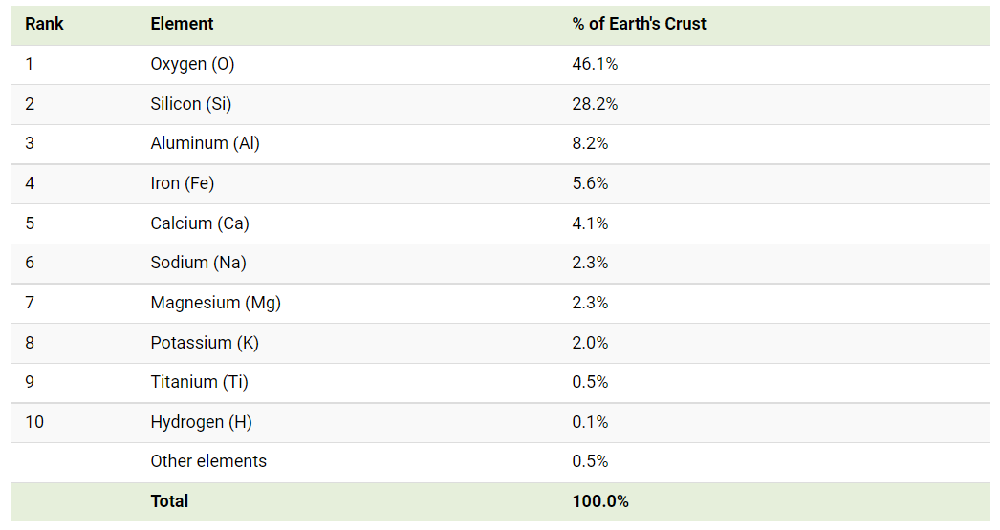 Rank Element % of Earth's Crust
1 Oxygen (O) 46.1%
2 Silicon (Si) 28.2%
3 Aluminum (Al) 8.2%
4 Iron (Fe) 5.6%
5 Calcium (Ca) 4.1%
6 Sodium (Na) 2.3%
7 Magnesium (Mg) 2.3%
8 Potassium (K) 2.0%
9 Titanium (Ti) 0.5%
10 Hydrogen (H) 0.1%
Other elements 0.5%
Total 100.0%